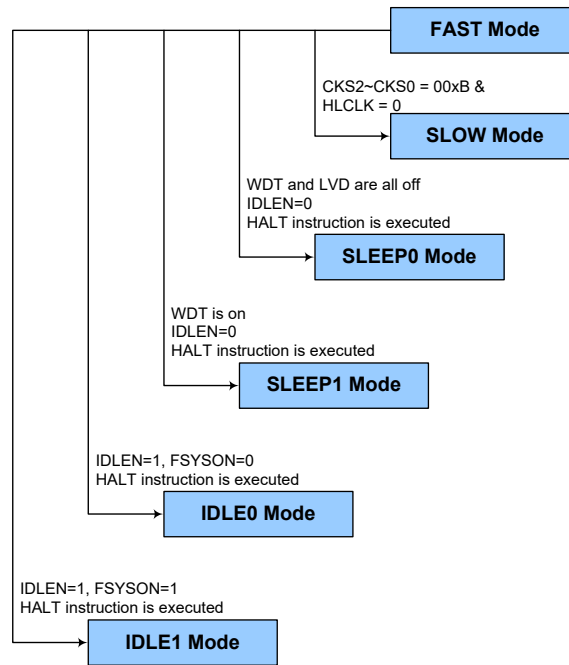 FAST Mode
CKS2~CKS0 = 00xB &
HLCLK = 0
SLOW Mode
WDT and LVD are all off
IDLEN=0
HALT instruction is executed
SLEEP0 Mode
WDT is on
IDLEN=0
HALT instruction is executed
SLEEP1 Mode
IDLEN=1, FSYSON=0
HALT instruction is executed
IDLE0 Mode
IDLEN=1, FSYSON=1
HALT instruction is executed
IDLE1 Mode